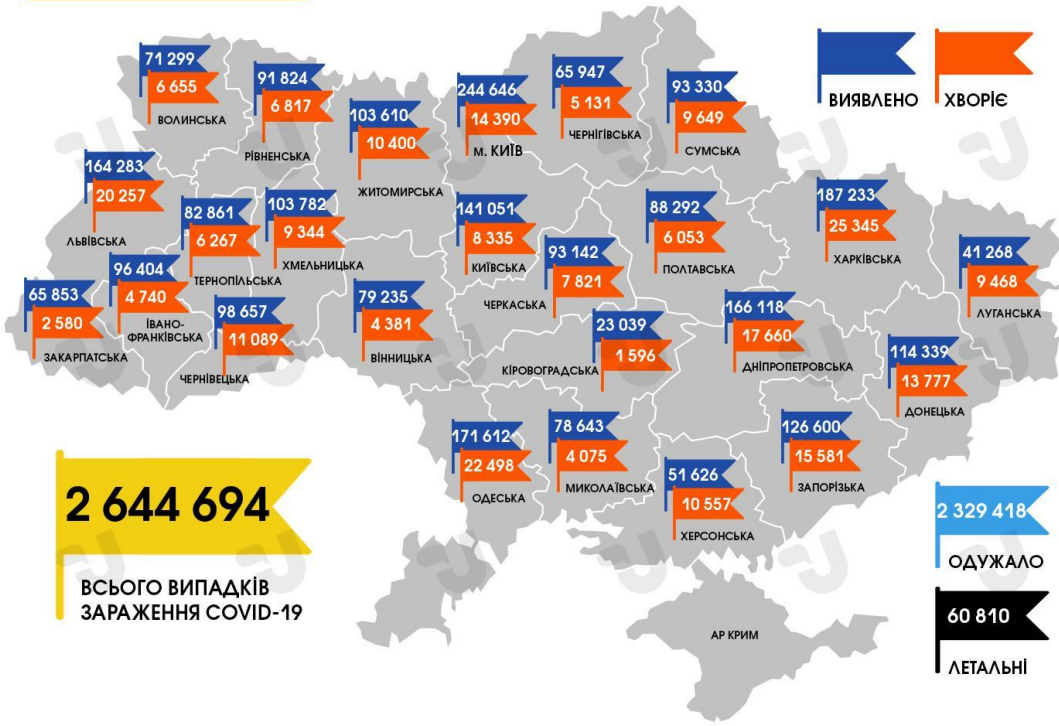 71 299
6 655
ВОЛИНСЬКА
91 824
6 817
РІВНЕНСЬКА
103 610
10 400
ЖИТОМИРСЬКА
244 646
14 390
м. КИЇВ
65 947
5 131
ЧЕРНІГІВСЬКА
93 330
9 649
СУМСЬКА
ВИЯВЛЕНО
ХВОРІЄ
164 283
20 257
ЛЬВІВСЬКА
82 861
6 267
ТЕРНОПІЛЬСЬКА
103 782
9 344
ХМЕЛЬНИЦЬКА
141 051
8 335
КИЇВСЬКА
93 142
7 821
ЧЕРКАСЬКА
88 292
6 053
ПОЛТАВСЬКА
187 233
25 345
ХАРКІВСЬКА
41 268
9 468
ЛУГАНСЬКА
65 853
2 580
ЗАКАРПАТСЬКА
96 404
4 740
ІВАНО-
ФРАНКІВСЬКА
98 657
11 089
ЧЕРНІВЕЦЬКА
79 235
4 381
ВІННИЦЬКА
23 039
1 596
КІРОВОГРАДСЬКА
166 118
17 660
ДНІПРОПЕТРОВСЬКА
114 339
13 777
ДОНЕЦЬКА
171 612
22 498
ОДЕСЬКА
78 643
4 075
МИКОЛАЇВСЬКА
51 626
10 557
ХЕРСОНСЬКА
126 600
15 581
ЗАПОРІЗЬКА
2 644 694
ВСЬОГО ВИПАДКІВ
ЗАРАЖЕННЯ COVID-19
2 329 418
ОДУЖАЛО
60 810
ЛЕТАЛЬНІ
АР КРИМ